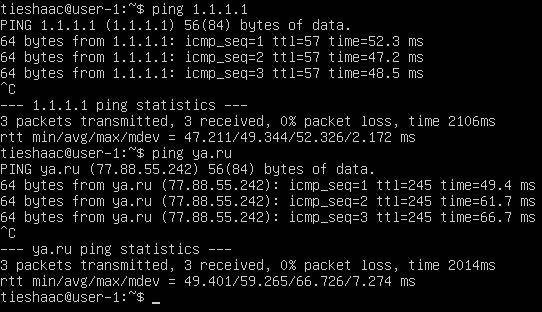 tieshaac@user-1:~$ ping 1.1.1.1
PING 1.1.1.1 (1.1.1.1) 56(84) bytes of data.
64 bytes from 1.1.1.1: icmp_seq=1 ttl=57 time=52.3 ms
64 bytes from 1.1.1.1: icmp_seq=2 ttl=57 time=47.2 ms
64 bytes from 1.1.1.1: icmp_seq=3 ttl=57 time=48.5 ms
^C
--- 1.1.1.1 ping statistics ---
3 packets transmitted, 3 received, 0% packet loss, time 2106ms
rtt min/avg/max/mdev = 47.211/49.344/52.326/2.172 ms
tieshaac@user-1:~$ ping ya.ru
PING ya.ru (77.88.55.242) 56(84) bytes of data.
64 bytes from ya.ru (77.88.55.242): icmp_seq=1 ttl=245 time=49.4 ms
64 bytes from ya.ru (77.88.55.242): icmp_seq=2 ttl=245 time=61.7 ms
64 bytes from ya.ru (77.88.55.242): icmp_seq=3 ttl=245 time=66.7 ms
^C
--- ya.ru ping statistics ---
3 packets transmitted, 3 received, 0% packet loss, time 2014ms
rtt min/avg/max/mdev = 49.401/59.265/66.726/7.274 ms
tieshaac@user-1:~$ _